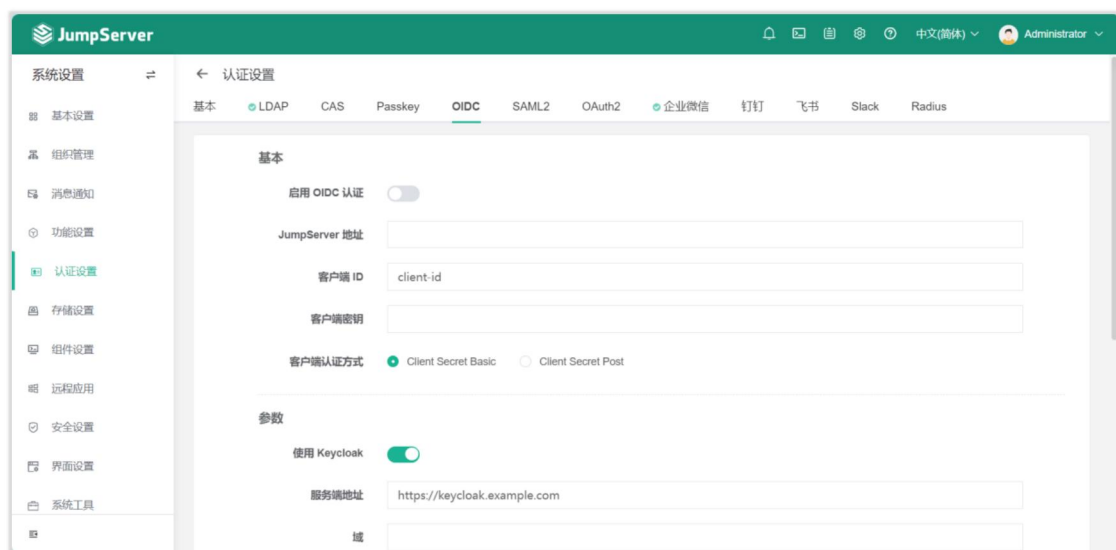 JumpServer
中文(简体)
Administrator
系统设置
认证设置
基本 LDAP CAS Passkey OIDC SAML2 OAuth2 企业微信 钉钉 飞书 Slack Radius
基本设置
组织管理
消息通知
功能设置
认证设置
存储设置
组件设置
远程应用
安全设置
界面设置
系统工具
基本
启用 OIDC 认证
JumpServer 地址
客户端 ID client-id
客户端密钥
客户端认证方式 Client Secret Basic Client Secret Post
参数
使用 Keycloak
服务端地址 https://keycloak.example.com
域